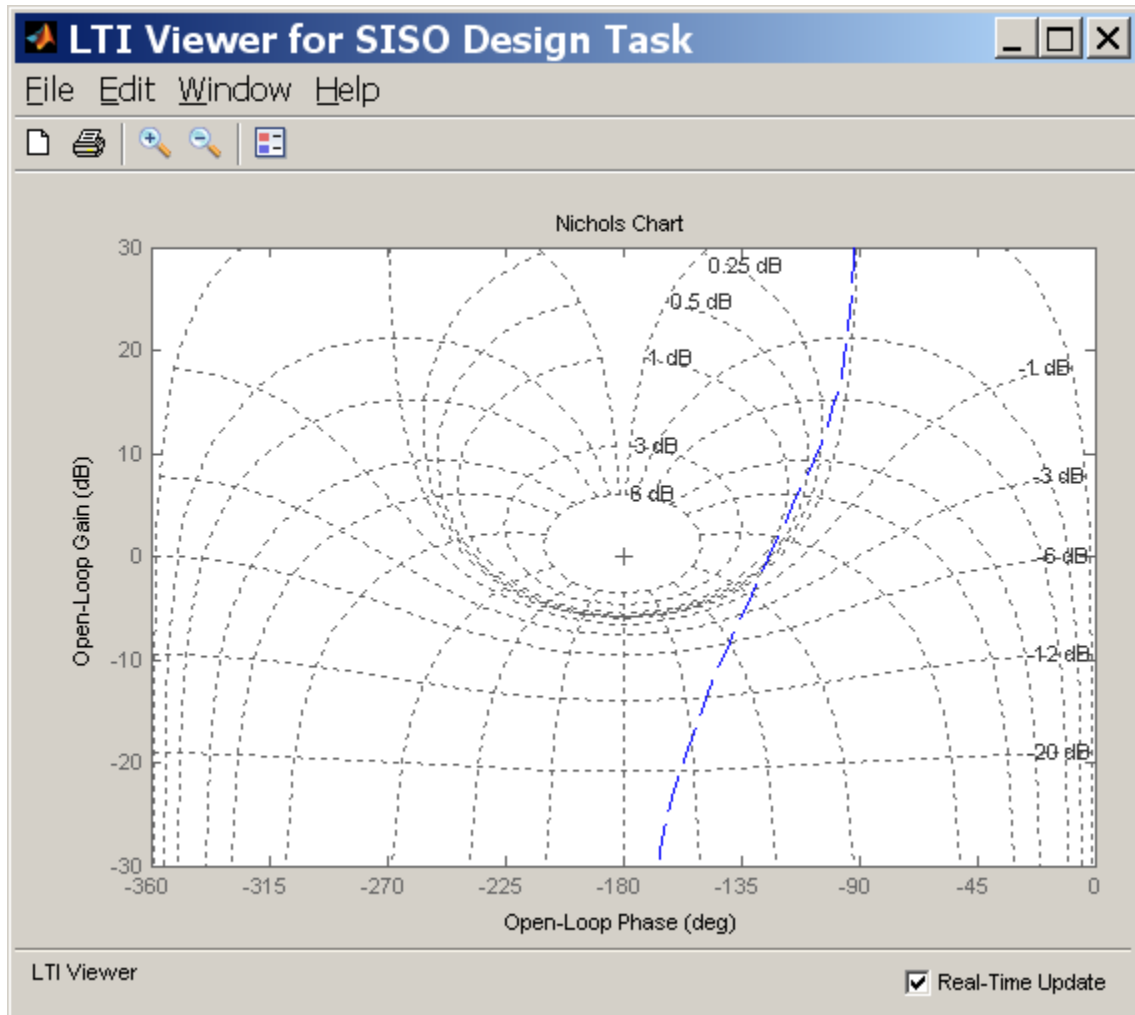 LTI Viewer for SISO Design Task
File Edit Window Help
Nichols Chart
Open-Loop Gain (dB)
30
20
10
0
-10
-20
-30
0.25 dB
0.5 dB
1 dB
-1 dB
3 dB
-3 dB
6 dB
-6 dB
-12 dB
-20 dB
-360 -315 -270 -225 -180 -135 -90 -45 0
Open-Loop Phase (deg)
LTI Viewer
Real-Time Update